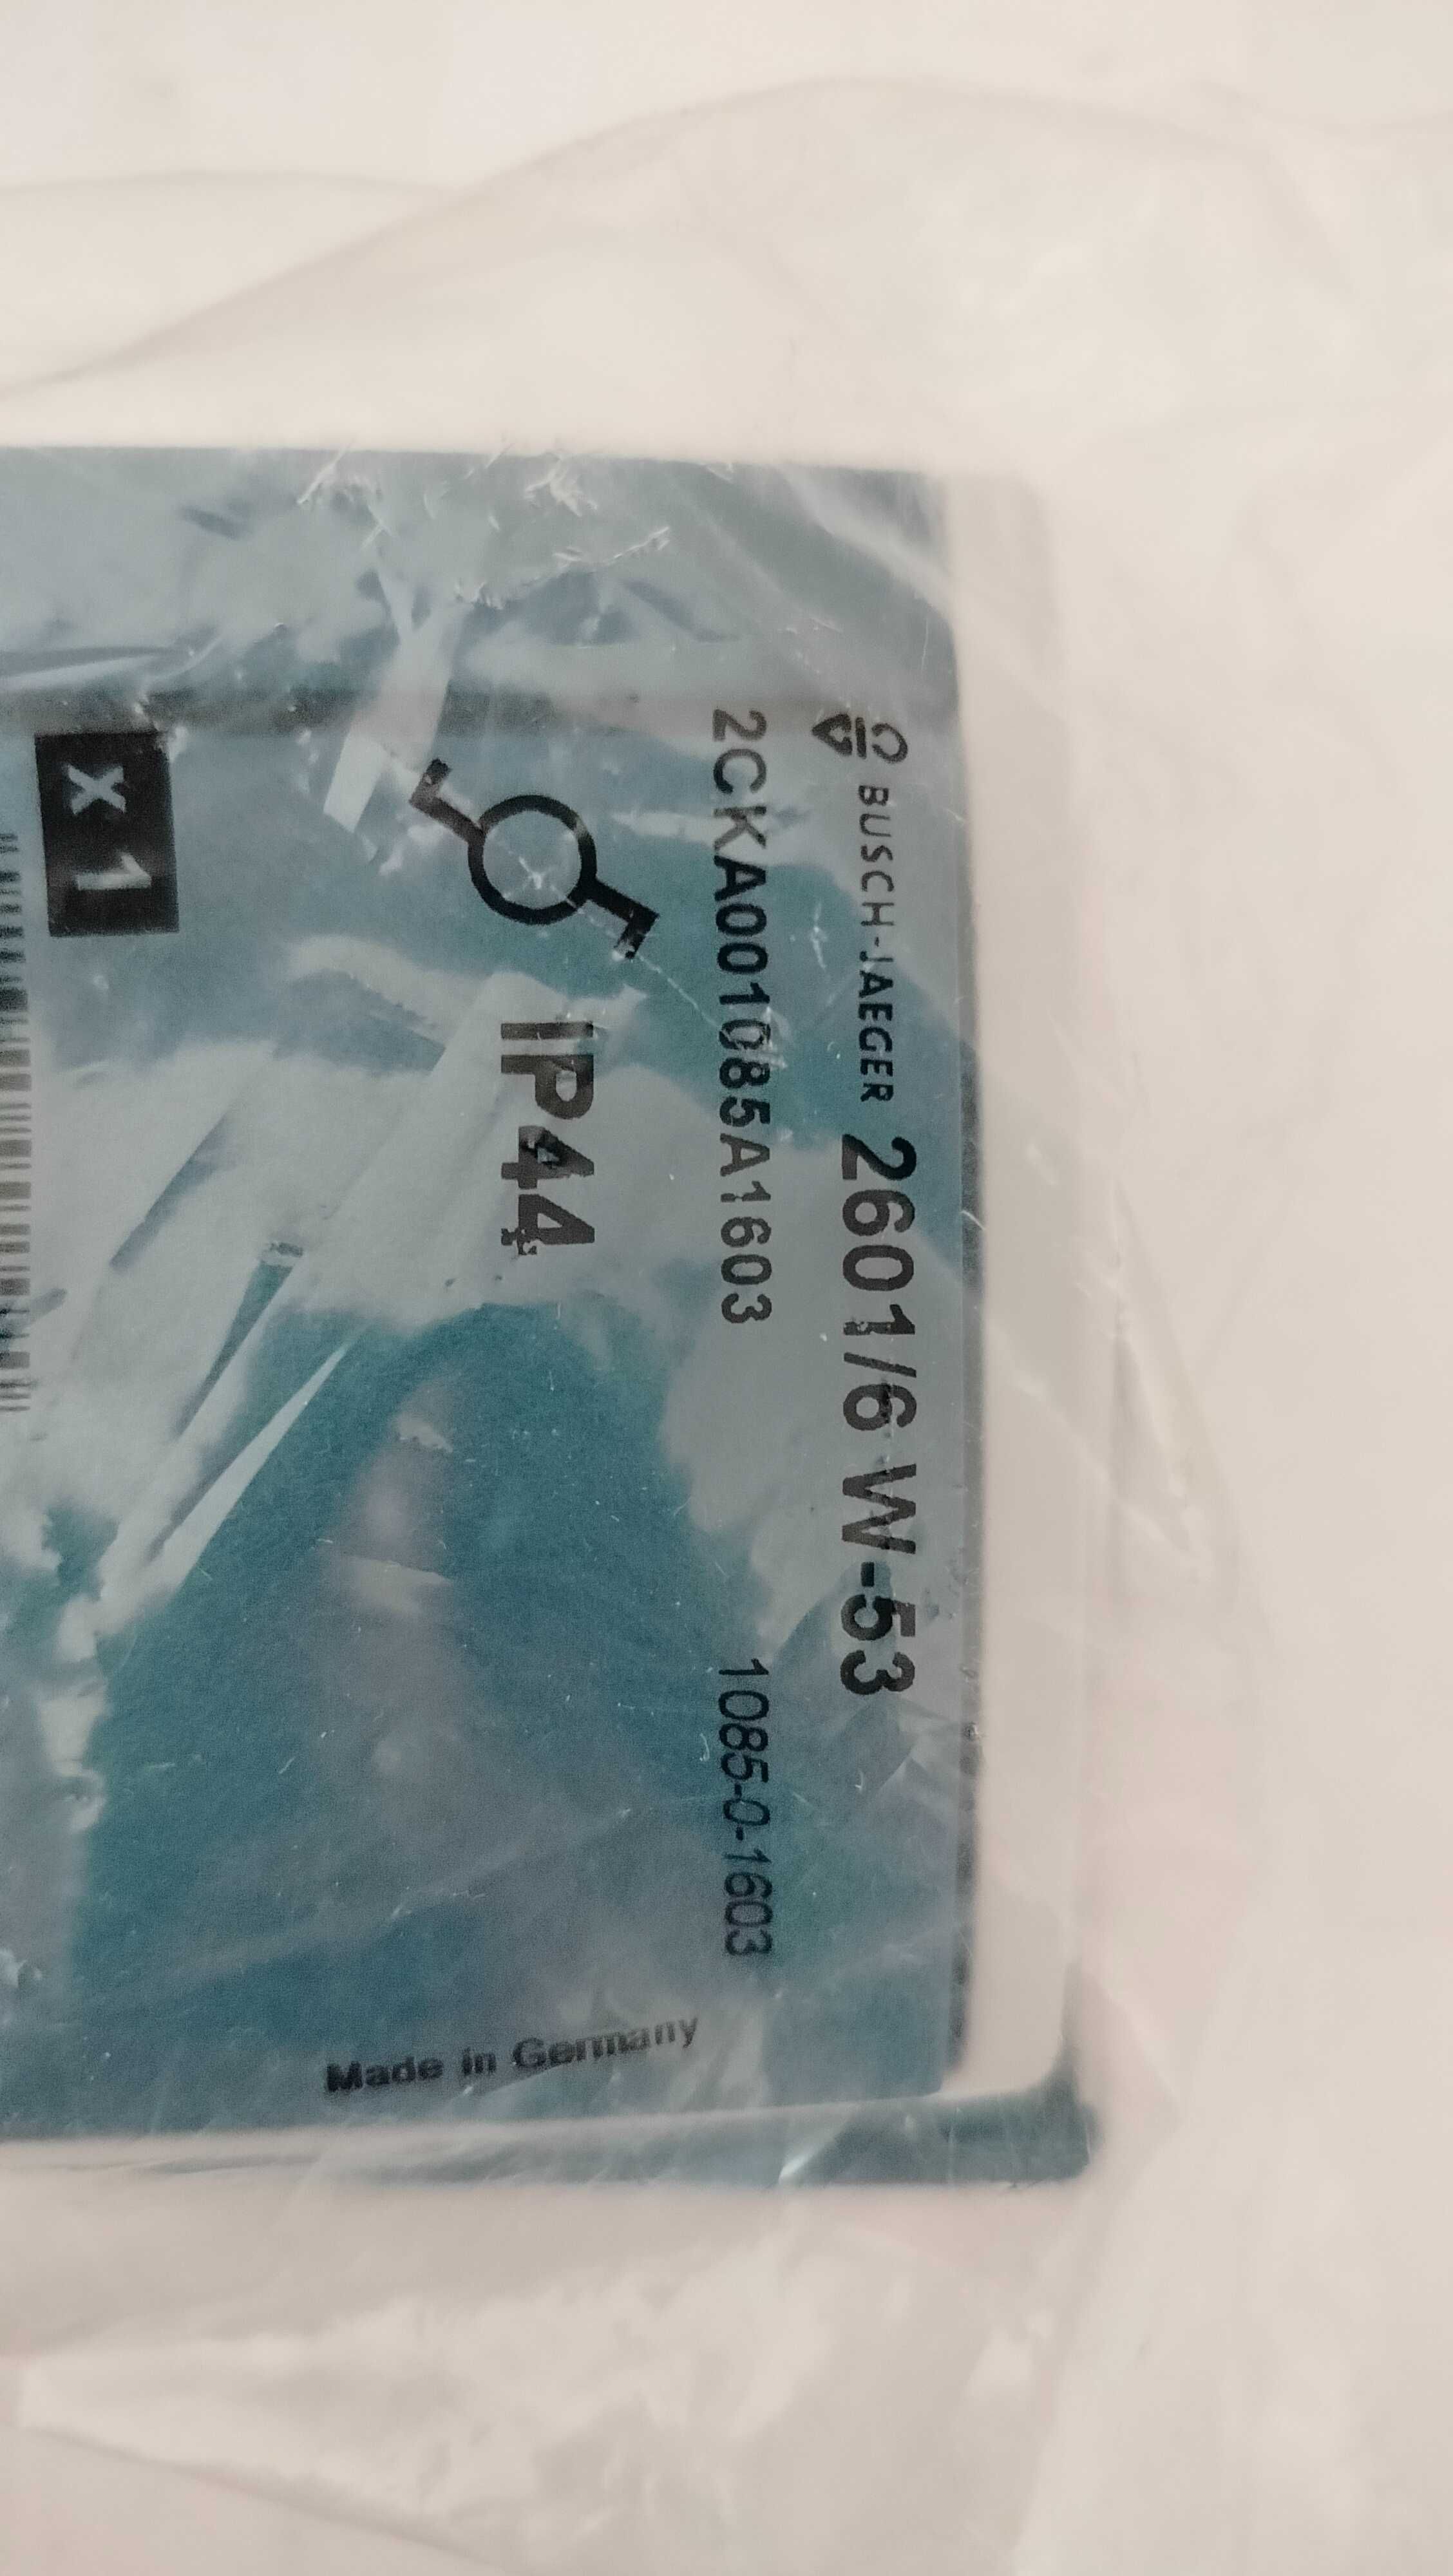 BUSCH-JAEGER 2601/6 W-53
2CKA001085A1603 1085-0-1603
IP44
Made in Germany
x 1